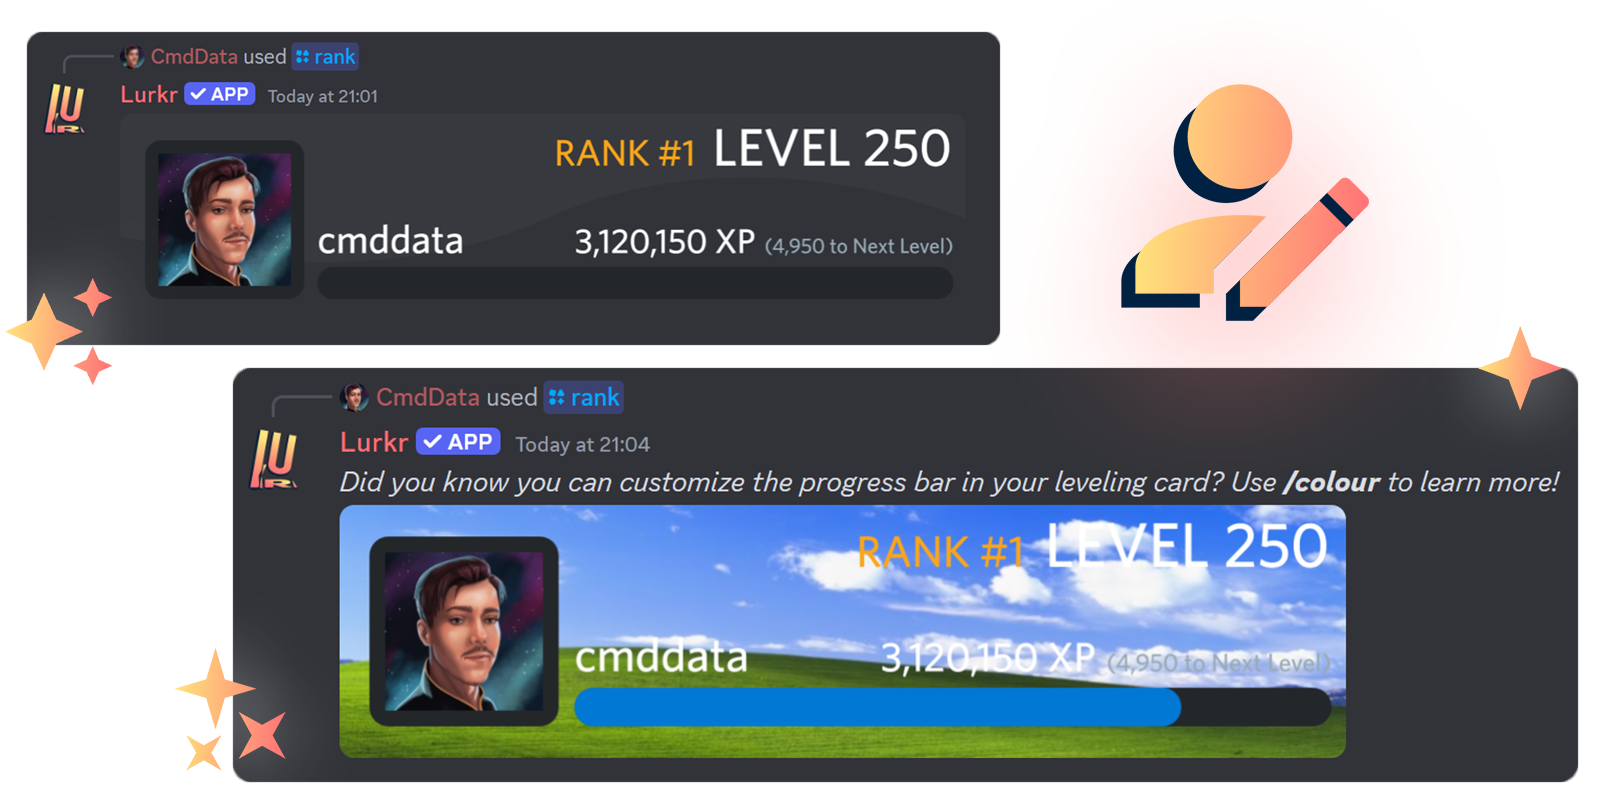 CmdData used rank
Lurkr APP Today at 21:01
RANK #1 LEVEL 250
cmddata 3,120,150 XP (4,950 to Next Level)
CmdData used rank
Lurkr APP Today at 21:04
Did you know you can customize the progress bar in your leveling card? Use /colour to learn more!
RANK #1 LEVEL 250
cmddata 3,120,150 XP (4,950 to Next Level)